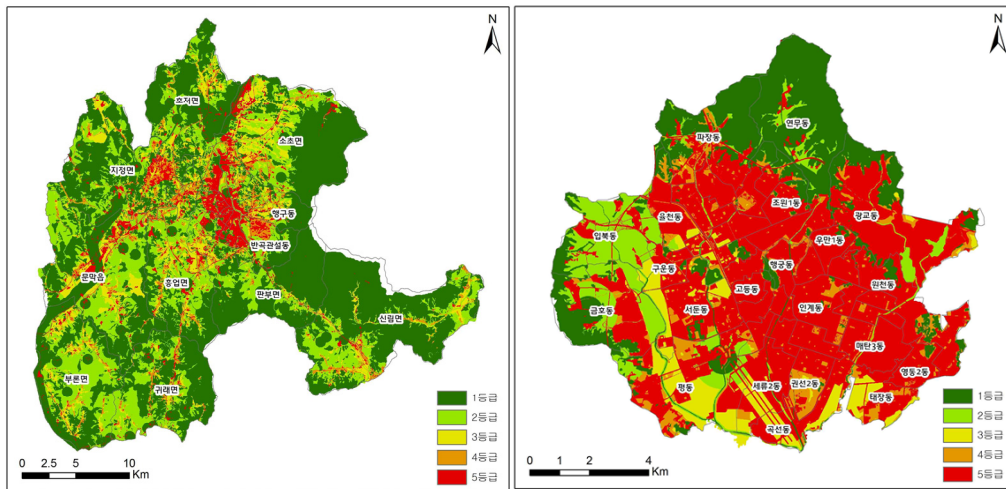 N
호저면
소초면
지정면
행구동
반곡관설동
문막읍
흥업면
판부면
신림면
부론면
귀래면
1등급
2등급
3등급
4등급
5등급
0 2.5 5 10
Km
N
연무동
파장동
조원1동
율천동
광교동
입북동
우만1동
구운동
행궁동
고등동
원천동
금호동
서둔동
인계동
매탄3동
영통2동
평동
세류2동
권선2동
태장동
곡선동
1등급
2등급
3등급
4등급
5등급
0 1 2 4
Km